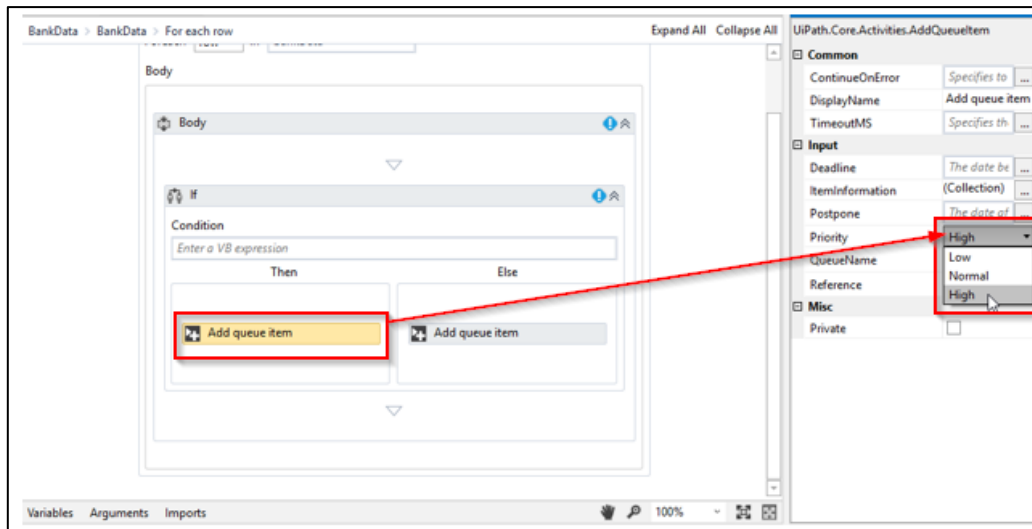 BankData > BankData > For each row
Expand All Collapse All
Body
Body
If
Condition
Enter a VB expression
Then
Else
Add queue item
Add queue item
Variables Arguments Imports
100%
UiPath.Core.Activities.AddQueueItem
Common
ContinueOnError Specifies to ...
DisplayName Add queue item
TimeoutMS Specifies th ...
Input
Deadline The date be ...
ItemInformation (Collection) ...
Postpone The date af ...
Priority High
QueueName Low
Normal
Reference High
Misc
Private